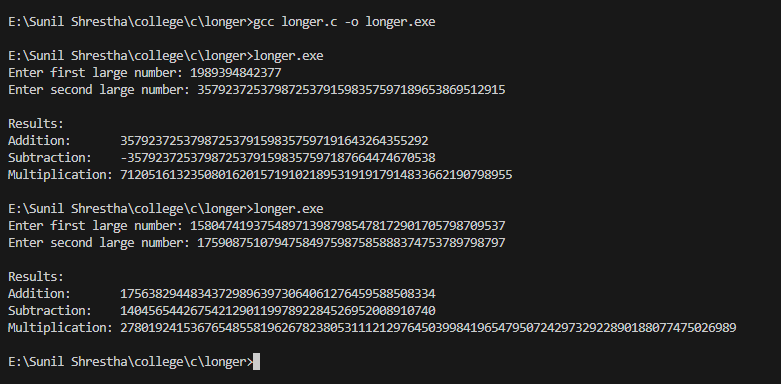 E:\Sunil Shrestha\college\c\longer>gcc longer.c -o longer.exe
E:\Sunil Shrestha\college\c\longer>longer.exe
Enter first large number: 1989394842377
Enter second large number: 35792372537987253791598357597189653869512915
Results:
Addition: 35792372537987253791598357597191643264355292
Subtraction: -35792372537987253791598357597187664474670538
Multiplication: 71205161323508016201571910218953191917914833662190798955
E:\Sunil Shrestha\college\c\longer>longer.exe
Enter first large number: 158047419375489713987985478172901705798709537
Enter second large number: 17590875107947584975987585888374753789798797
Results:
Addition: 175638294483437298963973064061276459588508334
Subtraction: 140456544267542129011997892284526952008910740
Multiplication: 2780192415367654855819626782380531112129764503998419654795072429732922890188077475026989
E:\Sunil Shrestha\college\c\longer>